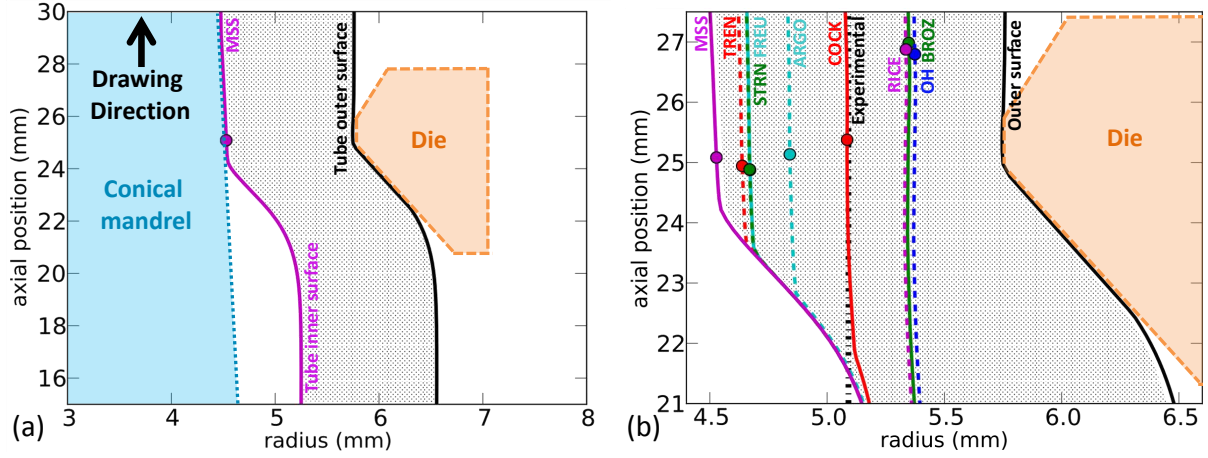 30
28
26
24
22
20
18
16
axial position (mm)
Drawing
Direction
MSS
Conical
mandrel
Tube inner surface
Tube outer surface
Die
3
4
5
6
7
8
radius (mm)
(a)
27
26
25
24
23
22
21
axial position (mm)
MSS
TREN
STRN FREU
ARGO
COCK
Experimental
RICE
OH BROZ
Outer surface
Die
4.5
5.0
5.5
6.0
6.5
radius (mm)
(b)